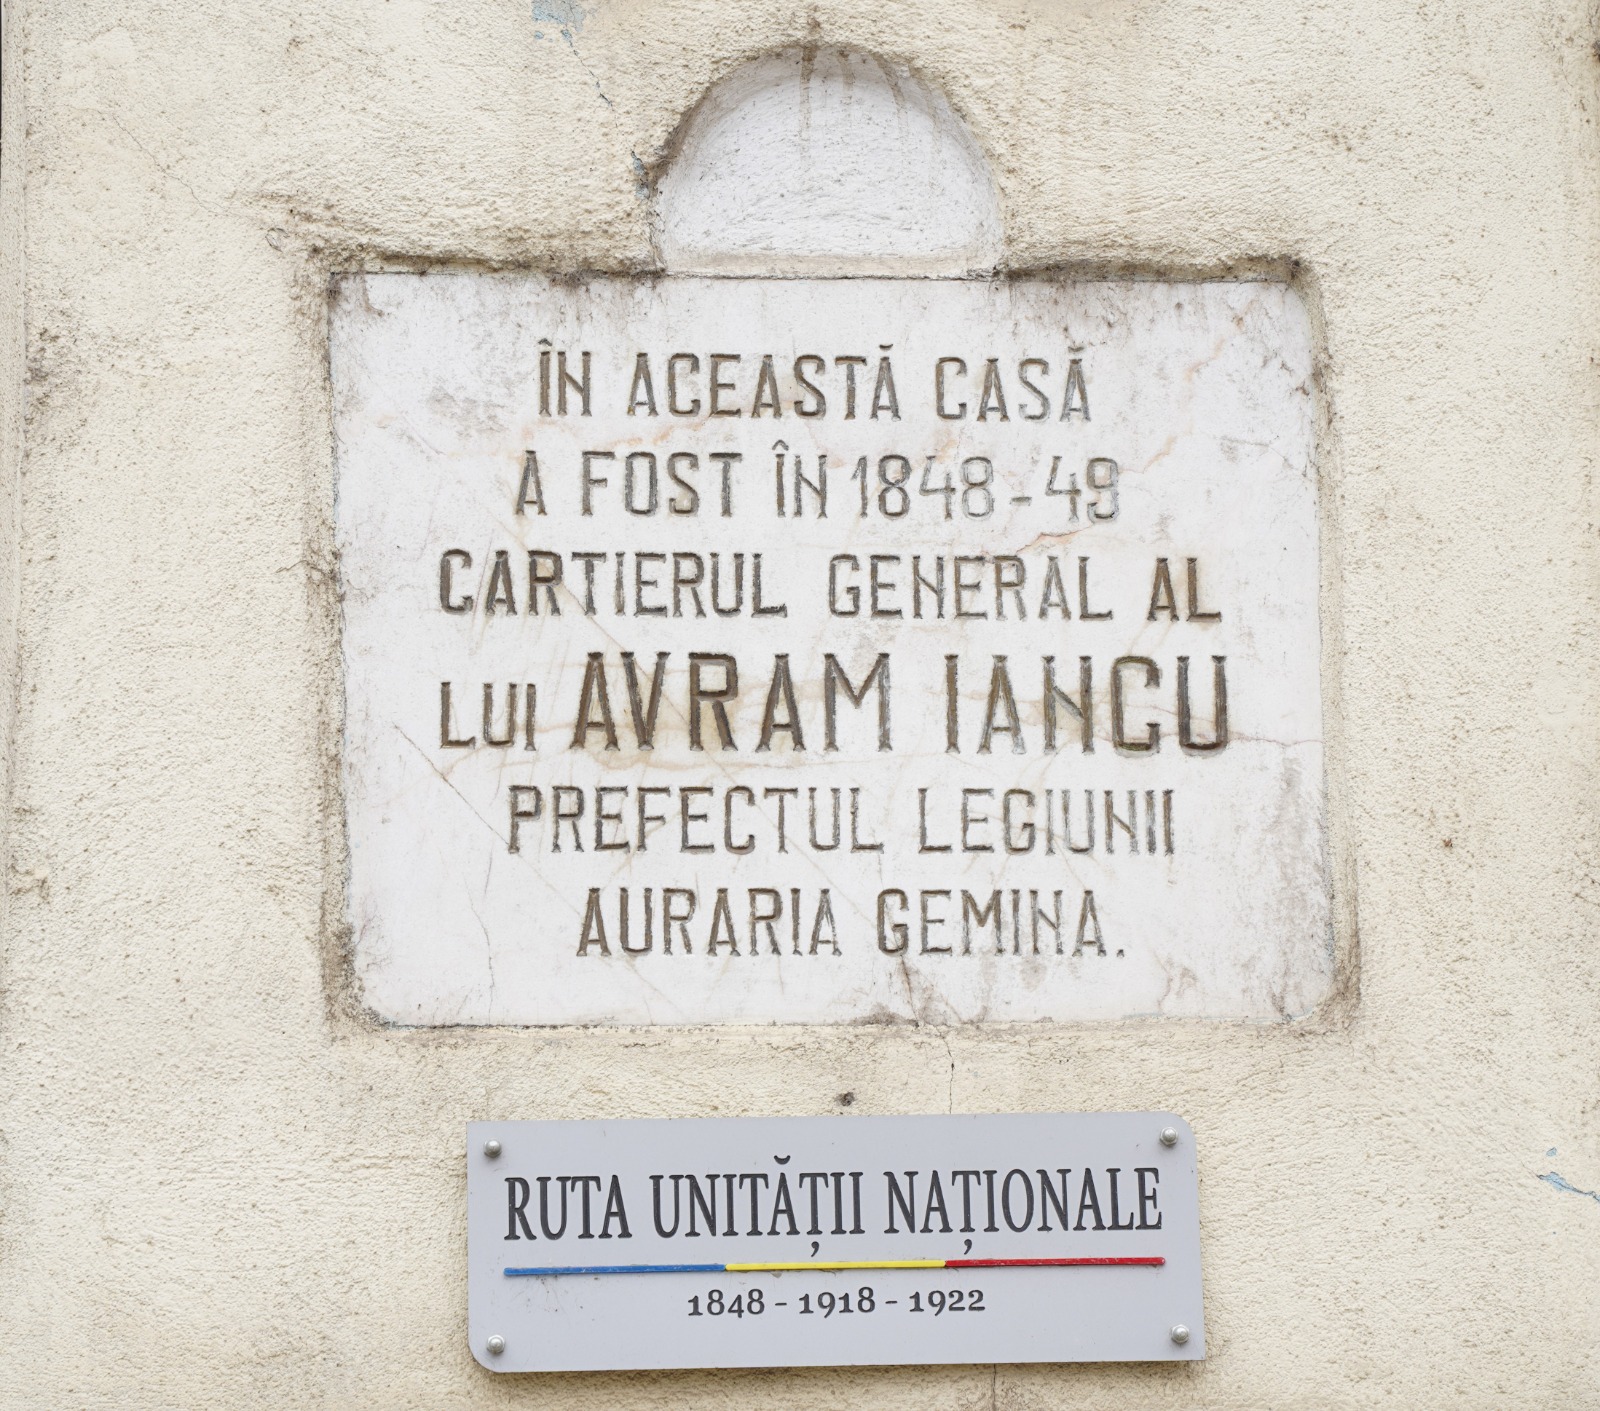 ÎN ACEASTĂ CASĂ
A FOST ÎN 1848-49
CARTIERUL GENERAL AL
LUI AVRAM IANCU
PREFECTUL LEGIUNII
AURARIA GEMINA.
RUTA UNITĂȚII NAȚIONALE
1848 - 1918 - 1922